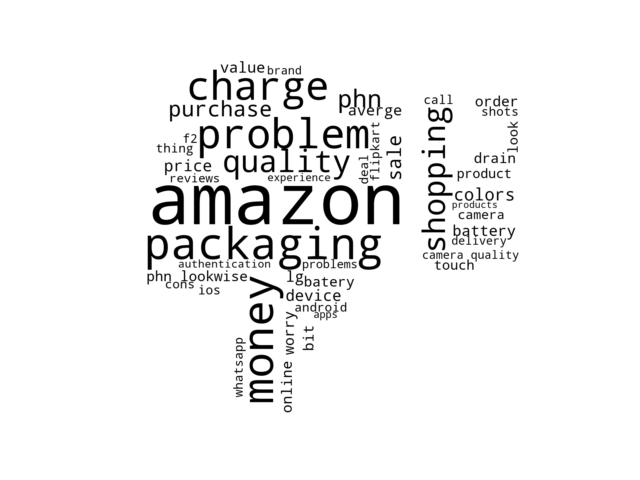 value brand
charge
phn
call
order
purchase
averge
shots
shopping
problem
f2
flipkart
look
thing
sale
quality
deal
drain
price
product
reviews
experience
amazon
colors
products
camera
packaging
battery
delivery
camera quality
authentication
problems
touch
phn lookwise
lg
batery
cons
ios
money
device
android
apps
worry
bit
whatsapp
online